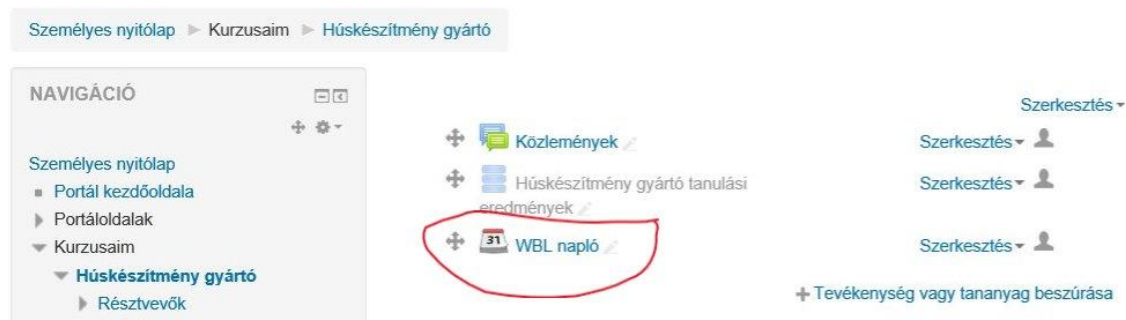 Személyes nyitólap ► Kurzusaim ► Húskészítmény gyártó
NAVIGÁCIÓ
Személyes nyitólap
Portál kezdőoldala
Portáloldalak
Kurzusaim
Húskészítmény gyártó
Résztvevők
Szerkesztés
Közlemények
Szerkesztés
Húskészítmény gyártó tanulási
eredmények
Szerkesztés
31 WBL napló
Szerkesztés
Tevékenység vagy tananyag beszúrása